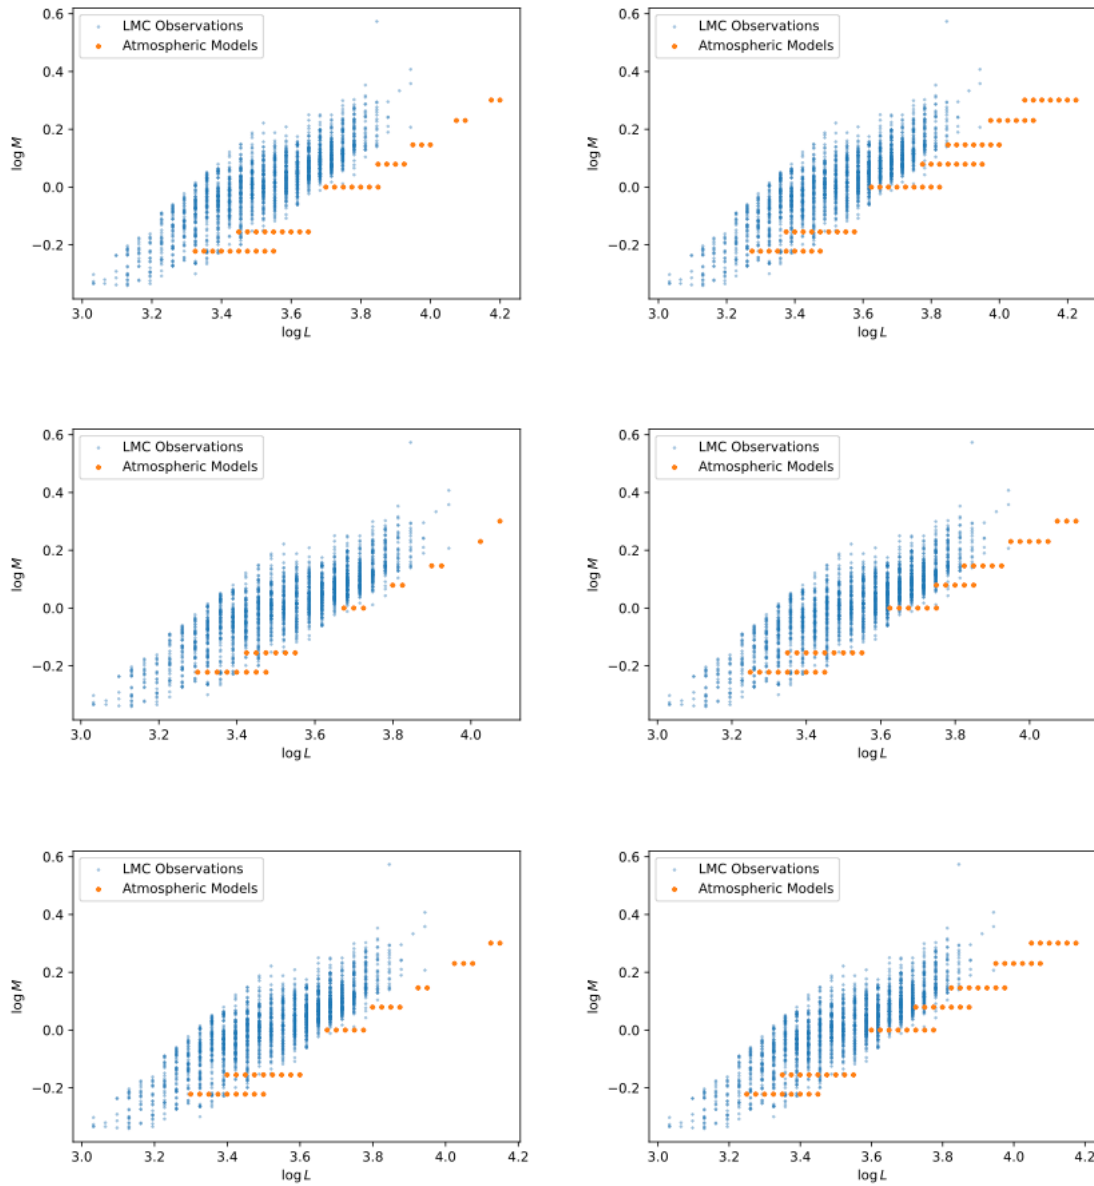 0.6
0.4
0.2
0.0
−0.2
log M
3.0 3.2 3.4 3.6 3.8 4.0 4.2
log L
LMC Observations
Atmospheric Models
0.6
0.4
0.2
0.0
−0.2
log M
3.0 3.2 3.4 3.6 3.8 4.0 4.2
log L
LMC Observations
Atmospheric Models
0.6
0.4
0.2
0.0
−0.2
log M
3.0 3.2 3.4 3.6 3.8 4.0
log L
LMC Observations
Atmospheric Models
0.6
0.4
0.2
0.0
−0.2
log M
3.0 3.2 3.4 3.6 3.8 4.0
log L
LMC Observations
Atmospheric Models
0.6
0.4
0.2
0.0
−0.2
log M
3.0 3.2 3.4 3.6 3.8 4.0 4.2
log L
LMC Observations
Atmospheric Models
0.6
0.4
0.2
0.0
−0.2
log M
3.0 3.2 3.4 3.6 3.8 4.0 4.2
log L
LMC Observations
Atmospheric Models